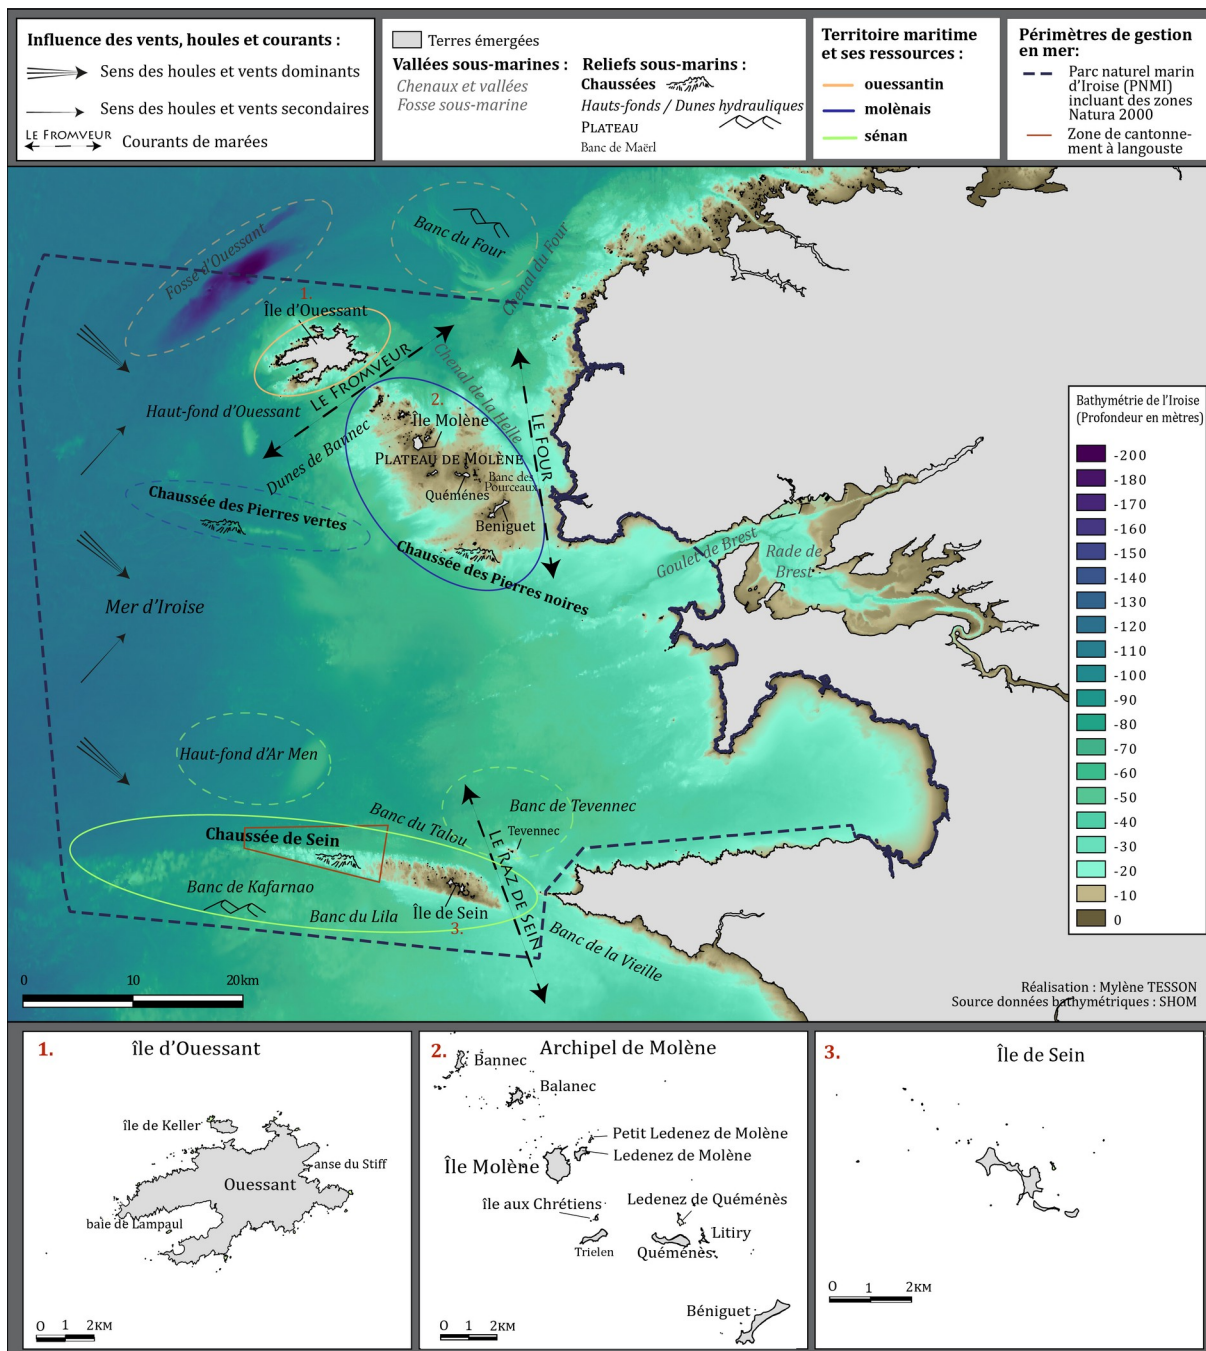 Influence des vents, houles et courants :
Sens des houles et vents dominants
Sens des houles et vents secondaires
LE FROMVEUR
Courants de marées
Terres émergées
Vallées sous-marines :
Chenaux et vallées
Fosse sous-marine
Reliefs sous-marins :
Chaussées
Hauts-fonds / Dunes hydrauliques
PLATEAU
Banc de Maërl
Territoire maritime
et ses ressources :
ouessantin
molènais
sénan
Périmètres de gestion
en mer:
Parc naturel marin
d'Iroise (PNMI)
incluant des zones
Natura 2000
Zone de cantonne-
ment à langouste
Fosse d'Ouessant
Banc du Four
Chenal du Four
1.
Île d'Ouessant
LE FROMVEUR
Chenal de la Helle
Haut-fond d'Ouessant
Dunes de Bannec
2.
Île Molène
PLATEAU DE MOLÈNE
Banc des
Pourceaux
Quéménès
Beniguet
LE FOUR
Chaussée des Pierres vertes
Chaussée des Pierres noires
Goulet de Brest
Rade de
Brest
Mer d'Iroise
Haut-fond d'Ar Men
Banc du Talou
Banc de Tevennec
Tevennec
Chaussée de Sein
LE RAZ DE SEIN
Banc de Kafarnao
Banc du Lila
Île de Sein
3.
Banc de la Vieille
0 10 20km
Bathymétrie de l'Iroise
(Profondeur en mètres)
-200
-180
-170
-160
-150
-140
-130
-120
-110
-100
-90
-80
-70
-60
-50
-40
-30
-20
-10
0
Réalisation : Mylène TESSON
Source données bathymétriques : SHOM
1. île d'Ouessant
île de Keller
anse du Stiff
Ouessant
baie de Lampaul
0 1 2KM
2. Archipel de Molène
Bannec
Balanec
Petit Ledenez de Molène
Ledenez de Molène
Île Molène
île aux Chrétiens
Ledenez de Quéménès
Litiry
Trielen
Quéménès
Béniguet
0 1 2KM
3. Île de Sein
0 1 2KM